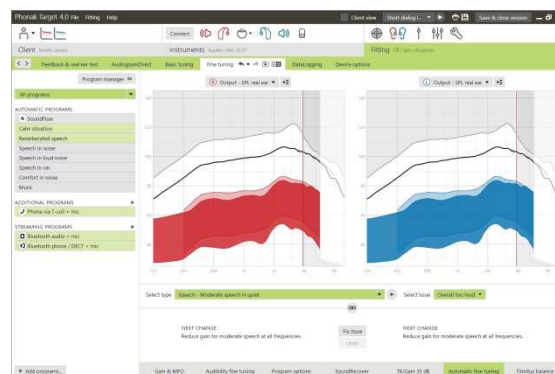 Phonak Target 4.0 File Fitting Help
Client view Short dialog Save & close session
Connect
Client Instruments Fitting
Feedback & real ear test AudiogramDirect Basic tuning Fine tuning DataLogging Device options
Program manager
All programs
AUTOMATIC PROGRAMS
A SoundFlow
Calm situation
Reverberated speech
Speech in noise
Speech in loud noise
Speech in car
Comfort in noise
Music
ADDITIONAL PROGRAMS +
Phone via T-coil + mic
STREAMING PROGRAMS +
Bluetooth audio + mic
Bluetooth phone / DECT + mic
+ Add programs...
R Output - SPL real ear
L Output - SPL real ear
Select type Speech - Moderate speech in quiet Select issue Overall too loud
NEXT CHANGE
Reduce gain for moderate speech at all frequencies.
Fix issue
Undo
NEXT CHANGE
Reduce gain for moderate speech at all frequencies.
Gain & MPO Audibility fine tuning Program options SoundRecover TK/Gain 35 dB Automatic fine tuning Tinnitus balance